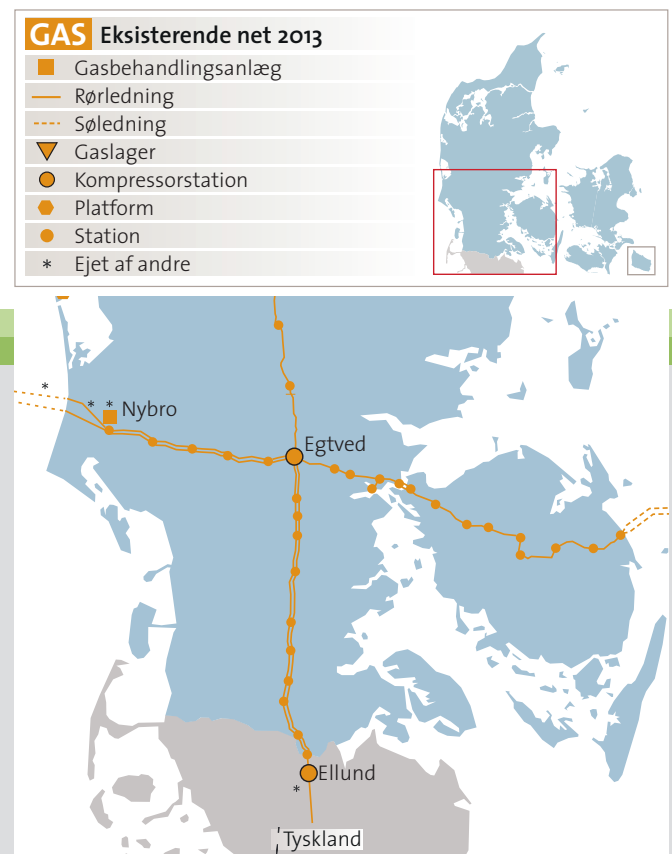 GAS Eksisterende net 2013
Gasbehandlingsanlæg
Rørledning
Søledning
Gaslager
Kompressorstation
Platform
Station
* Ejet af andre
*
* *
Nybro
Egtved
Ellund
*
Tyskland